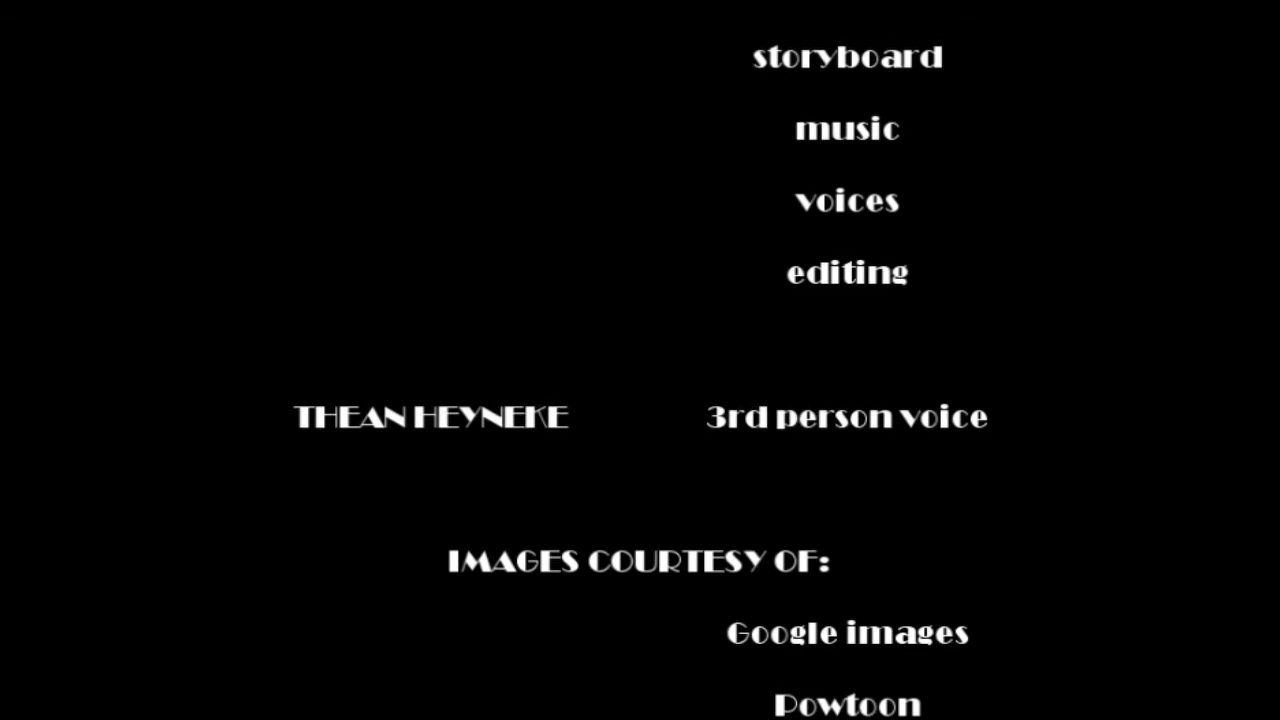 storyboard
music
voices
editing
THEAN HEYNEKE 3rd person voice
IMAGES COURTESY OF:
Google images
Powtoon